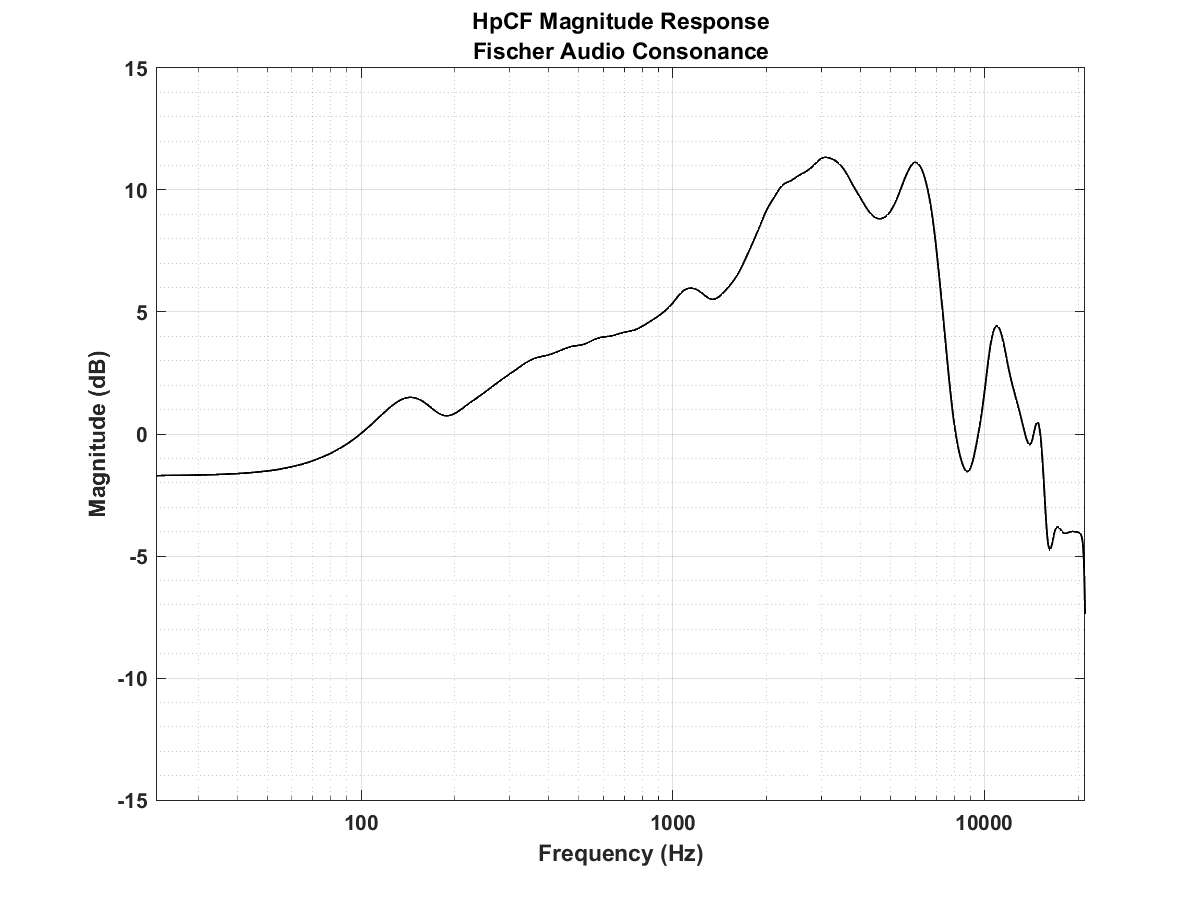 HpCF Magnitude Response
Fischer Audio Consonance
15
10
5
0
-5
-10
-15
Magnitude (dB)
100
1000
10000
Frequency (Hz)